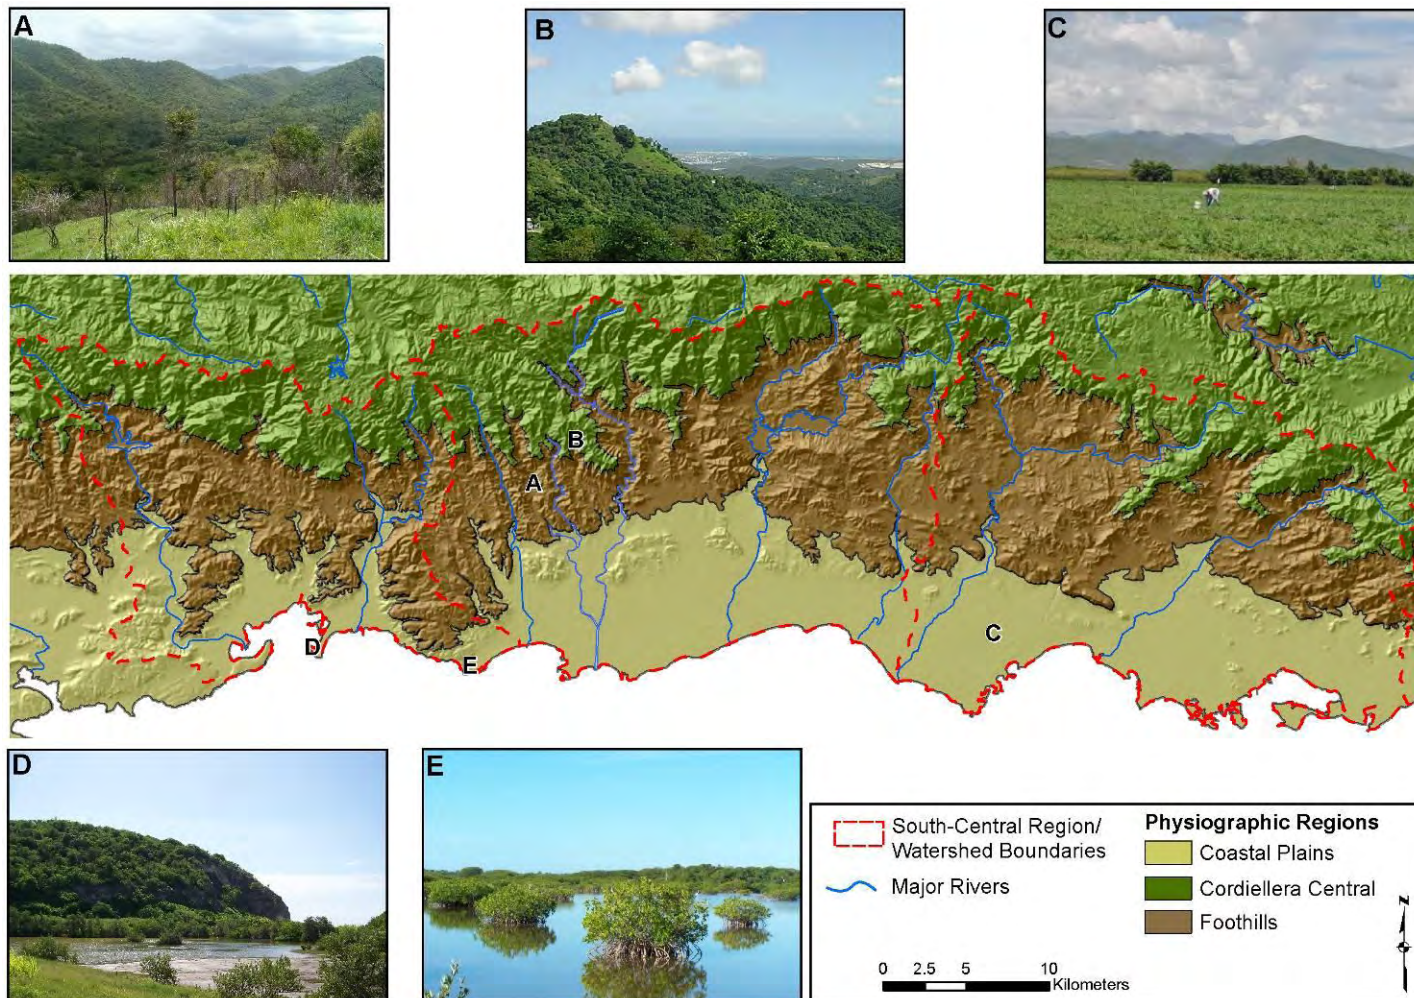 A
B
C
A
B
C
D
E
D
E
South-Central Region/
Watershed Boundaries
Major Rivers
Physiographic Regions
Coastal Plains
Cordiellera Central
Foothills
0 2.5 5 10
Kilometers
N